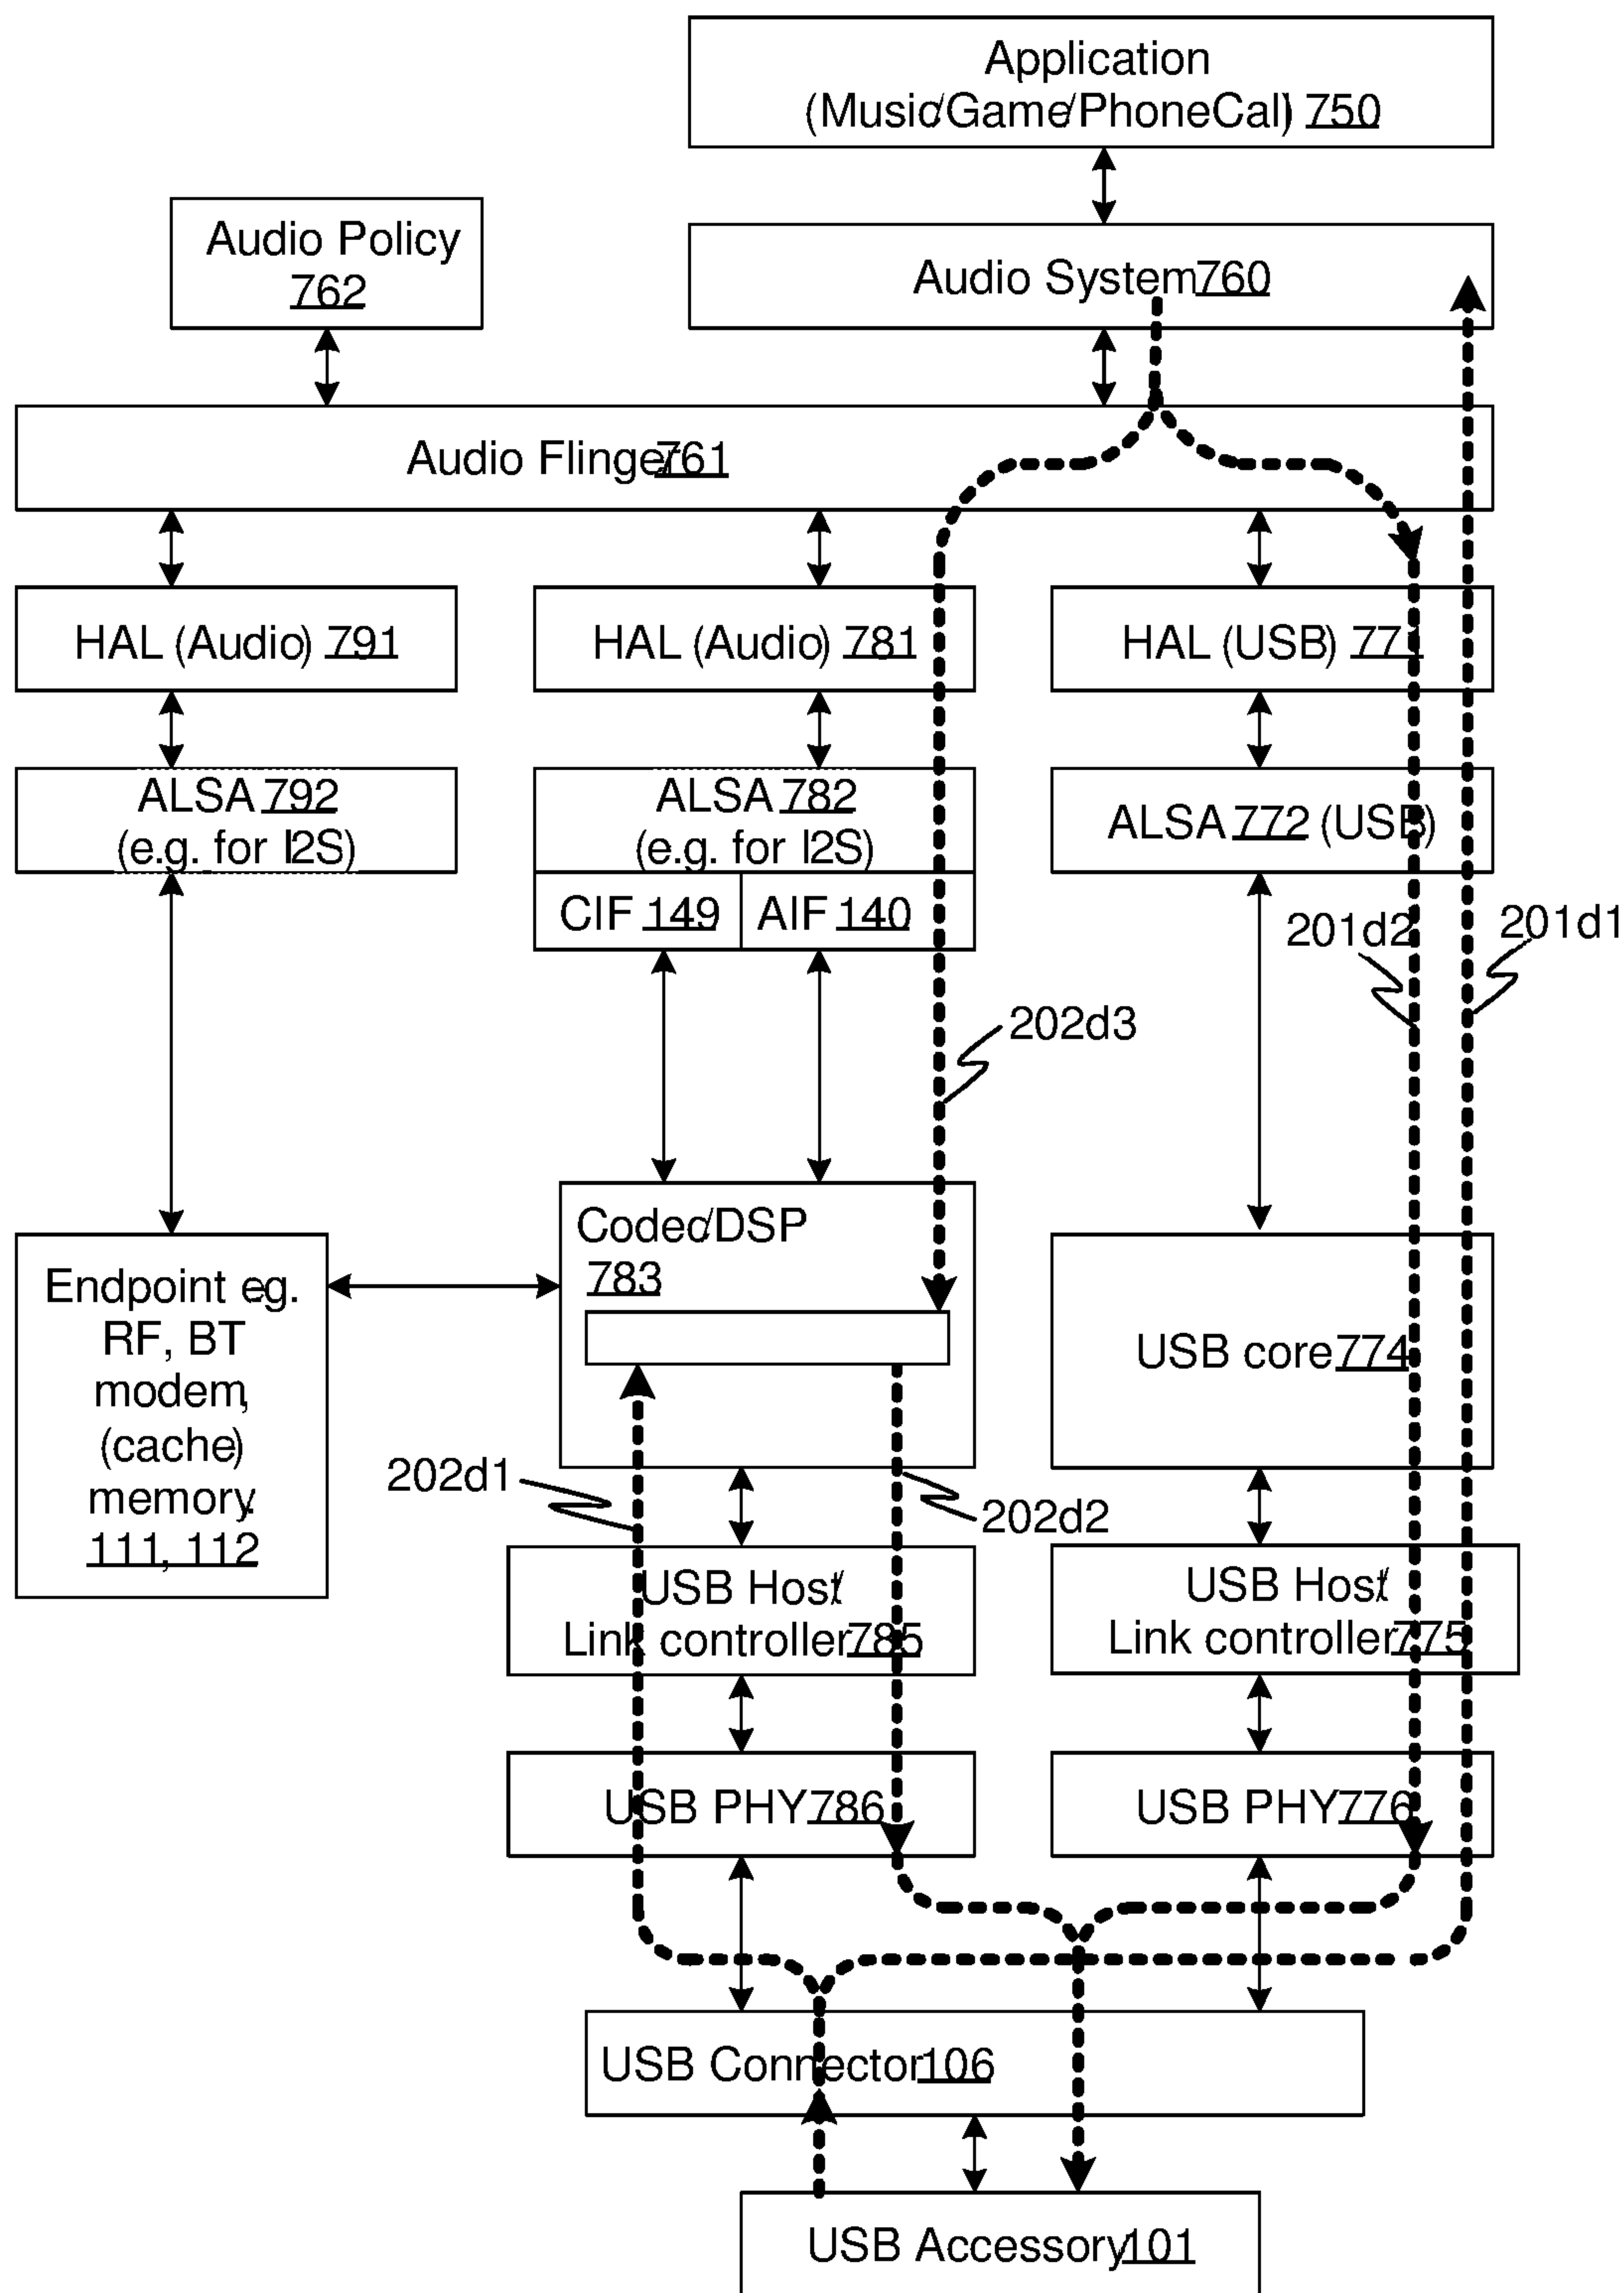 Application
(Music/Game/PhoneCal) 750
Audio Policy
762
Audio System 760
Audio Flinger 761
HAL (Audio) 791
HAL (Audio) 781
HAL (USB) 771
ALSA 792
(e.g. for I2S)
ALSA 782
(e.g. for I2S)
ALSA 772 (USB)
CIF 149
AIF 140
201d2
201d1
202d3
Codec/DSP
783
Endpoint eg.
RF, BT
modem,
(cache)
memory.
111, 112
USB core 774
202d1
202d2
USB Host/
Link controller 785
USB Host/
Link controller 775
USB PHY 786
USB PHY 776
USB Connector 106
USB Accessory 101